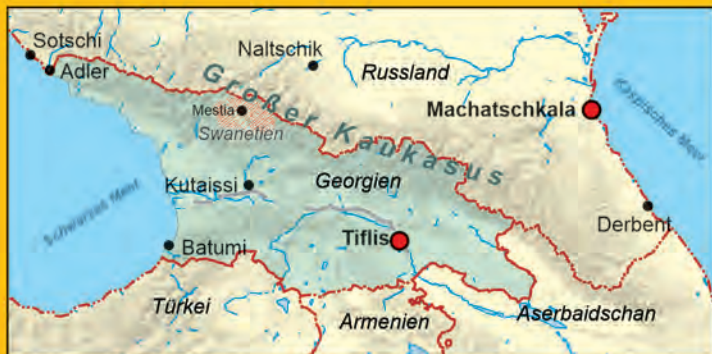 Sotschi
Adler
Naltschik
Russland
Großer Kaukasus
Machatschkala
Kaspisches Meer
Mestia
Swanetien
Kutaissi
Georgien
Schwarzes Meer
Derbent
Tiflis
Batumi
Türkei
Armenien
Aserbaidschan